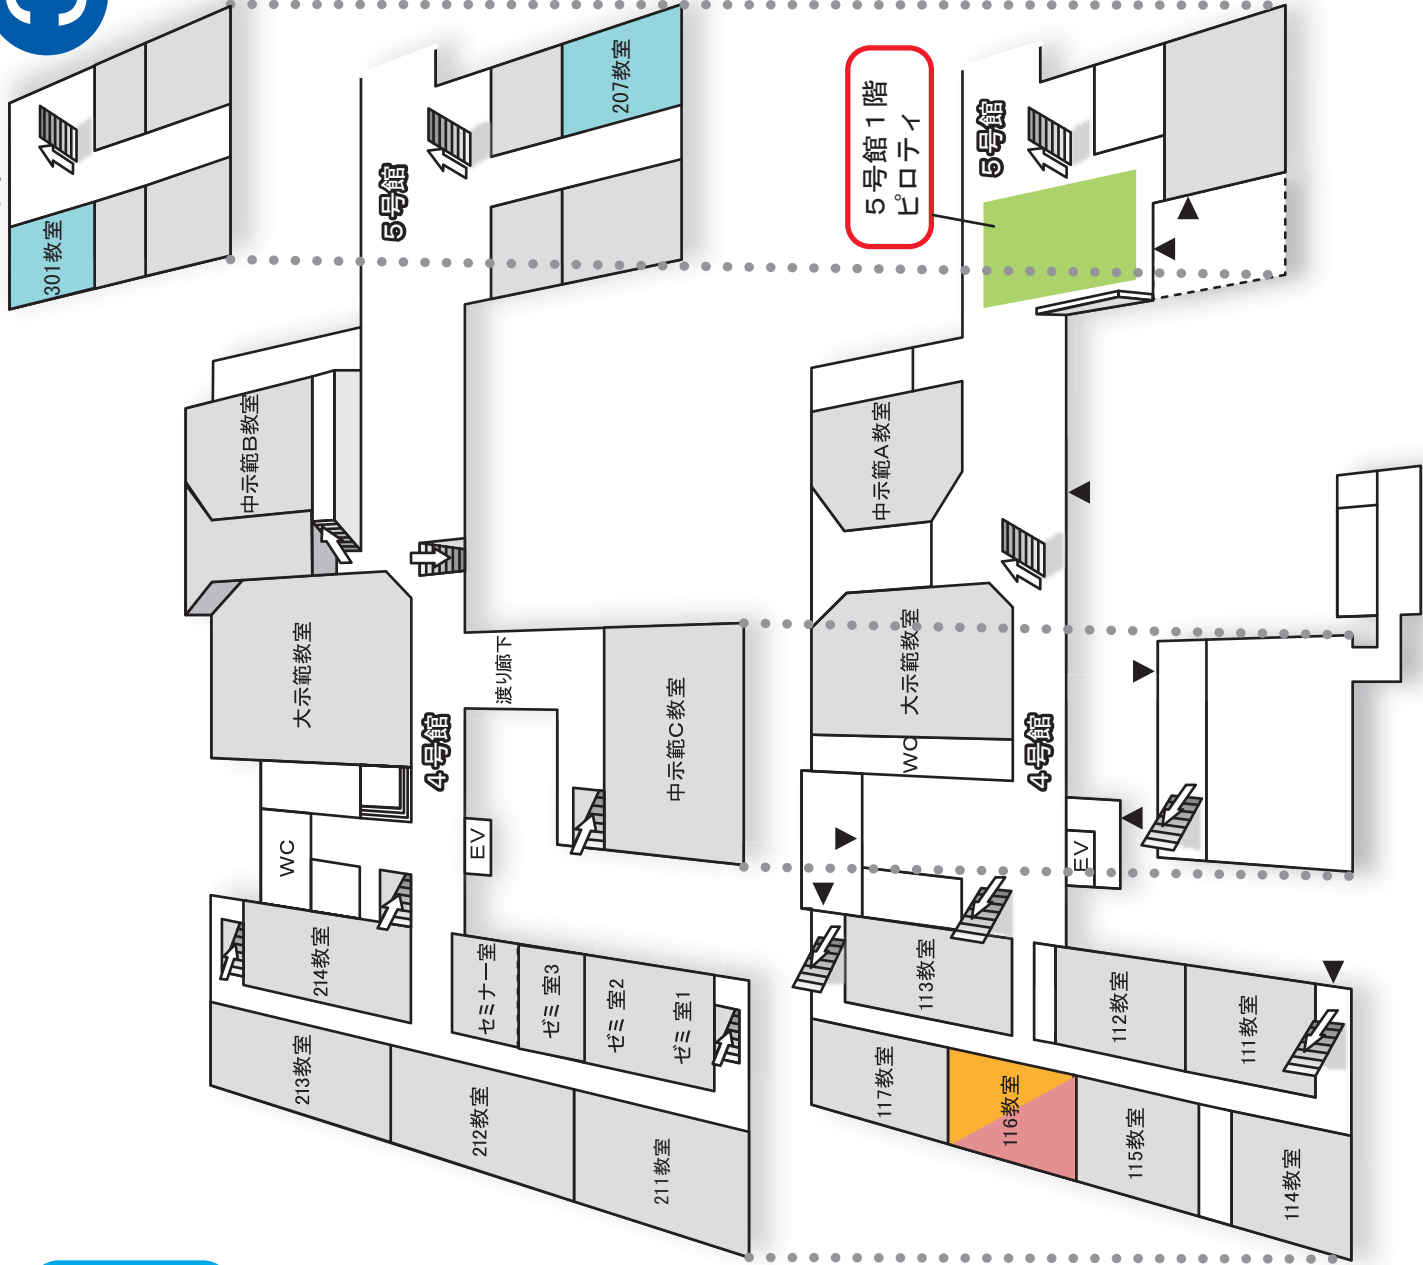 301教室
5号館
207教室
中示範B教室
大示範教室
4号館
渡り廊下
中示範C教室
WC
EV
214教室
セミナー室
ゼミ室3
ゼミ室2
ゼミ室1
213教室
212教室
211教室
5号館1階
ピロティ
5号館
中示範A教室
大示範教室
WC
4号館
EV
113教室
112教室
111教室
117教室
116教室
115教室
114教室